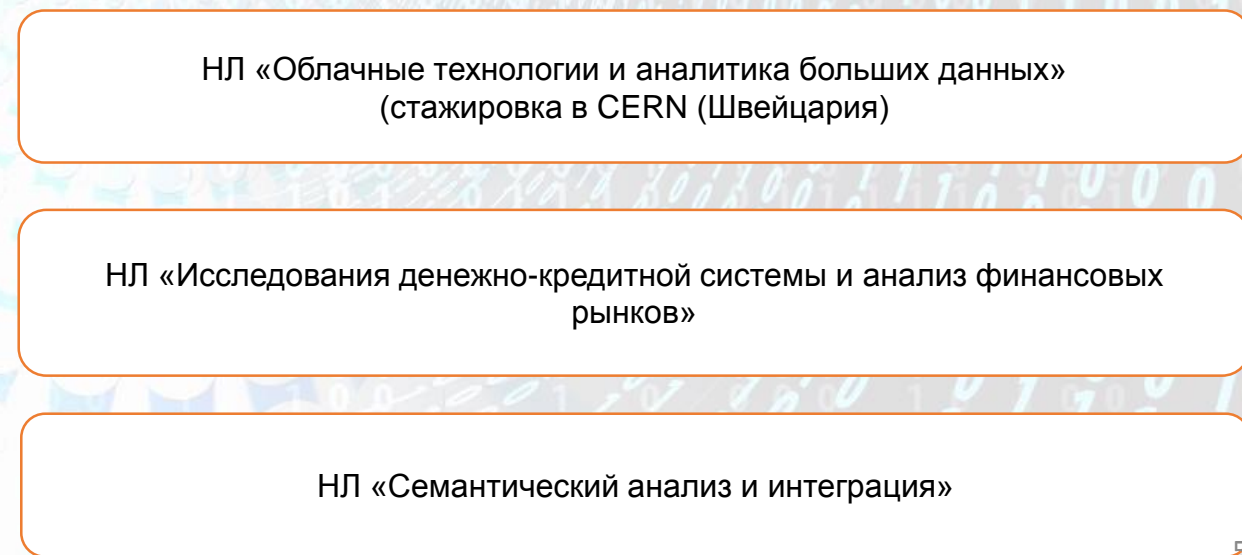 НЛ «Облачные технологии и аналитика больших данных»
(стажировка в CERN (Швейцария)
НЛ «Исследования денежно-кредитной системы и анализ финансовых
рынков»
НЛ «Семантический анализ и интеграция»